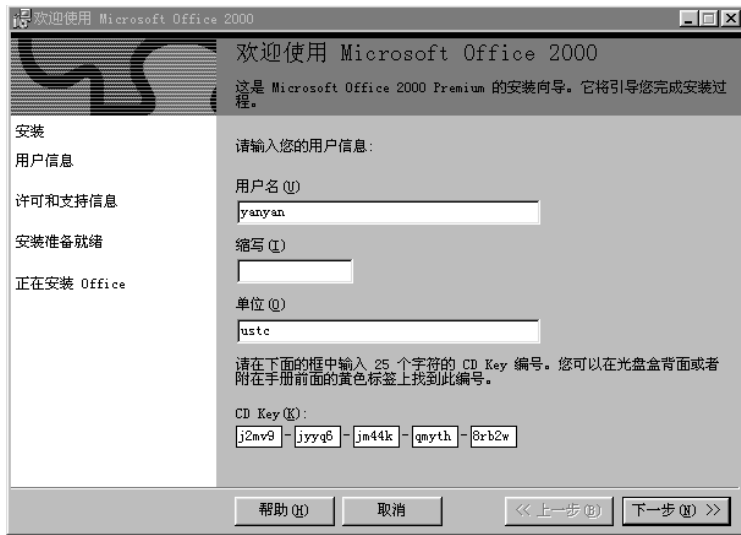 欢迎使用 Microsoft Office 2000
欢迎使用 Microsoft Office 2000
这是 Microsoft Office 2000 Premium 的安装向导。它将引导您完成安装过
程。
安装
用户信息
许可和支持信息
安装准备就绪
正在安装 Office
请输入您的用户信息:
用户名(U)
yanyan
缩写(I)
单位(O)
ustc
请在下面的框中输入 25 个字符的 CD Key 编号。您可以在光盘盒背面或者
附在手册前面的黄色标签上找到此编号。
CD Key(K):
j2mv9-jyyq6-jm44k-qmyth-8rb2w
帮助(H) 取消 << 上一步(B) 下一步(N) >>